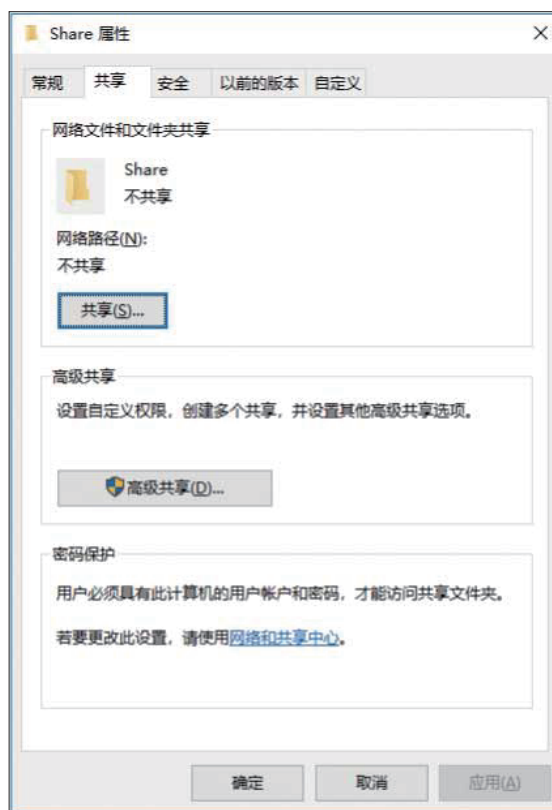 Share 属性
常规 共享 安全 以前的版本 自定义
网络文件和文件夹共享
Share
不共享
网络路径(N):
不共享
共享(S)...
高级共享
设置自定义权限，创建多个共享，并设置其他高级共享选项。
高级共享(D)...
密码保护
用户必须具有此计算机的用户帐户和密码，才能访问共享文件夹。
若要更改此设置，请使用网络和共享中心。
确定 取消 应用(A)